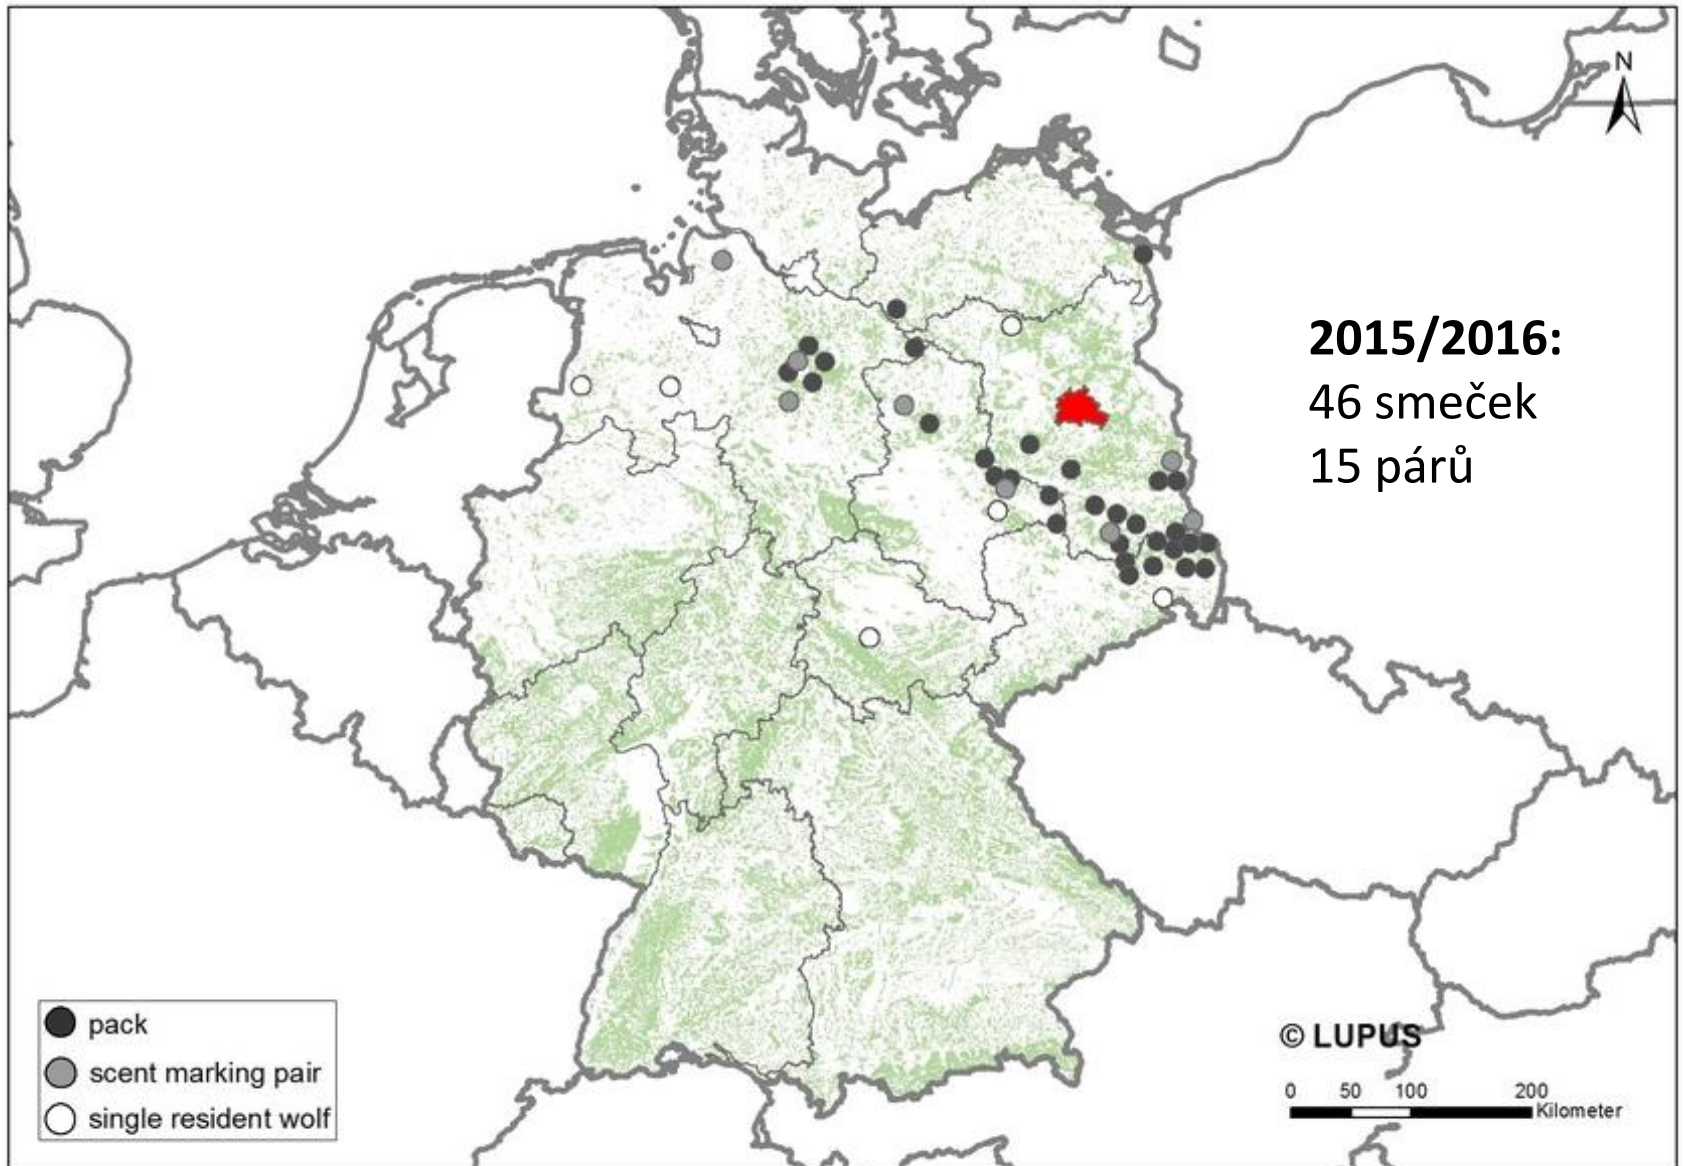 N
2015/2016:
46 smeček
15 párů
pack
scent marking pair
single resident wolf
© LUPUS
0 50 100 200
Kilometer